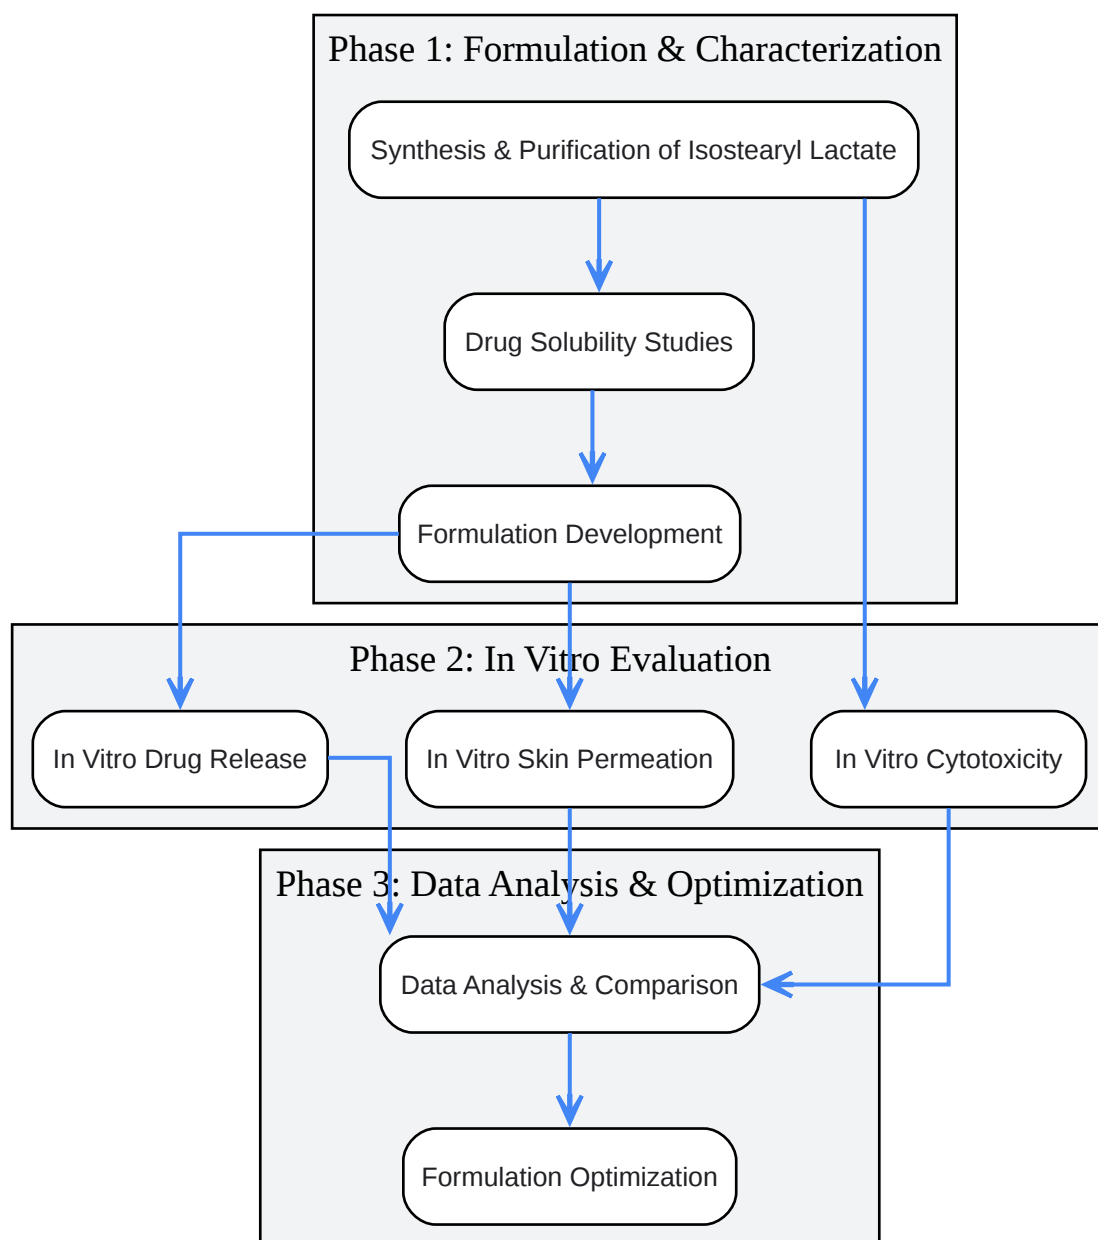 Phase 1: Formulation & Characterization
Synthesis & Purification of Isostearyl Lactate
Drug Solubility Studies
Formulation Development
Phase 2: In Vitro Evaluation
In Vitro Drug Release
In Vitro Skin Permeation
In Vitro Cytotoxicity
Phase 3: Data Analysis & Optimization
Data Analysis & Comparison
Formulation Optimization